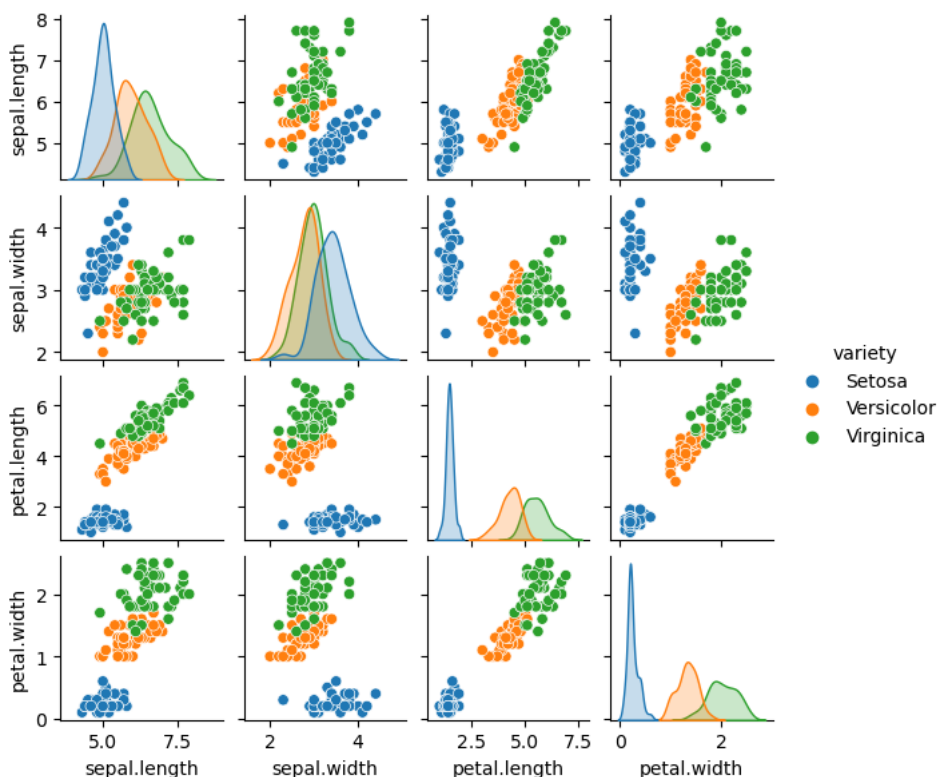 sepal.length
8
7
6
5
sepal.width
4
3
2
petal.length
6
4
2
petal.width
2
1
0
5.0 7.5
sepal.length
2 4
sepal.width
2.5 5.0 7.5
petal.length
0 2
petal.width
variety
Setosa
Versicolor
Virginica